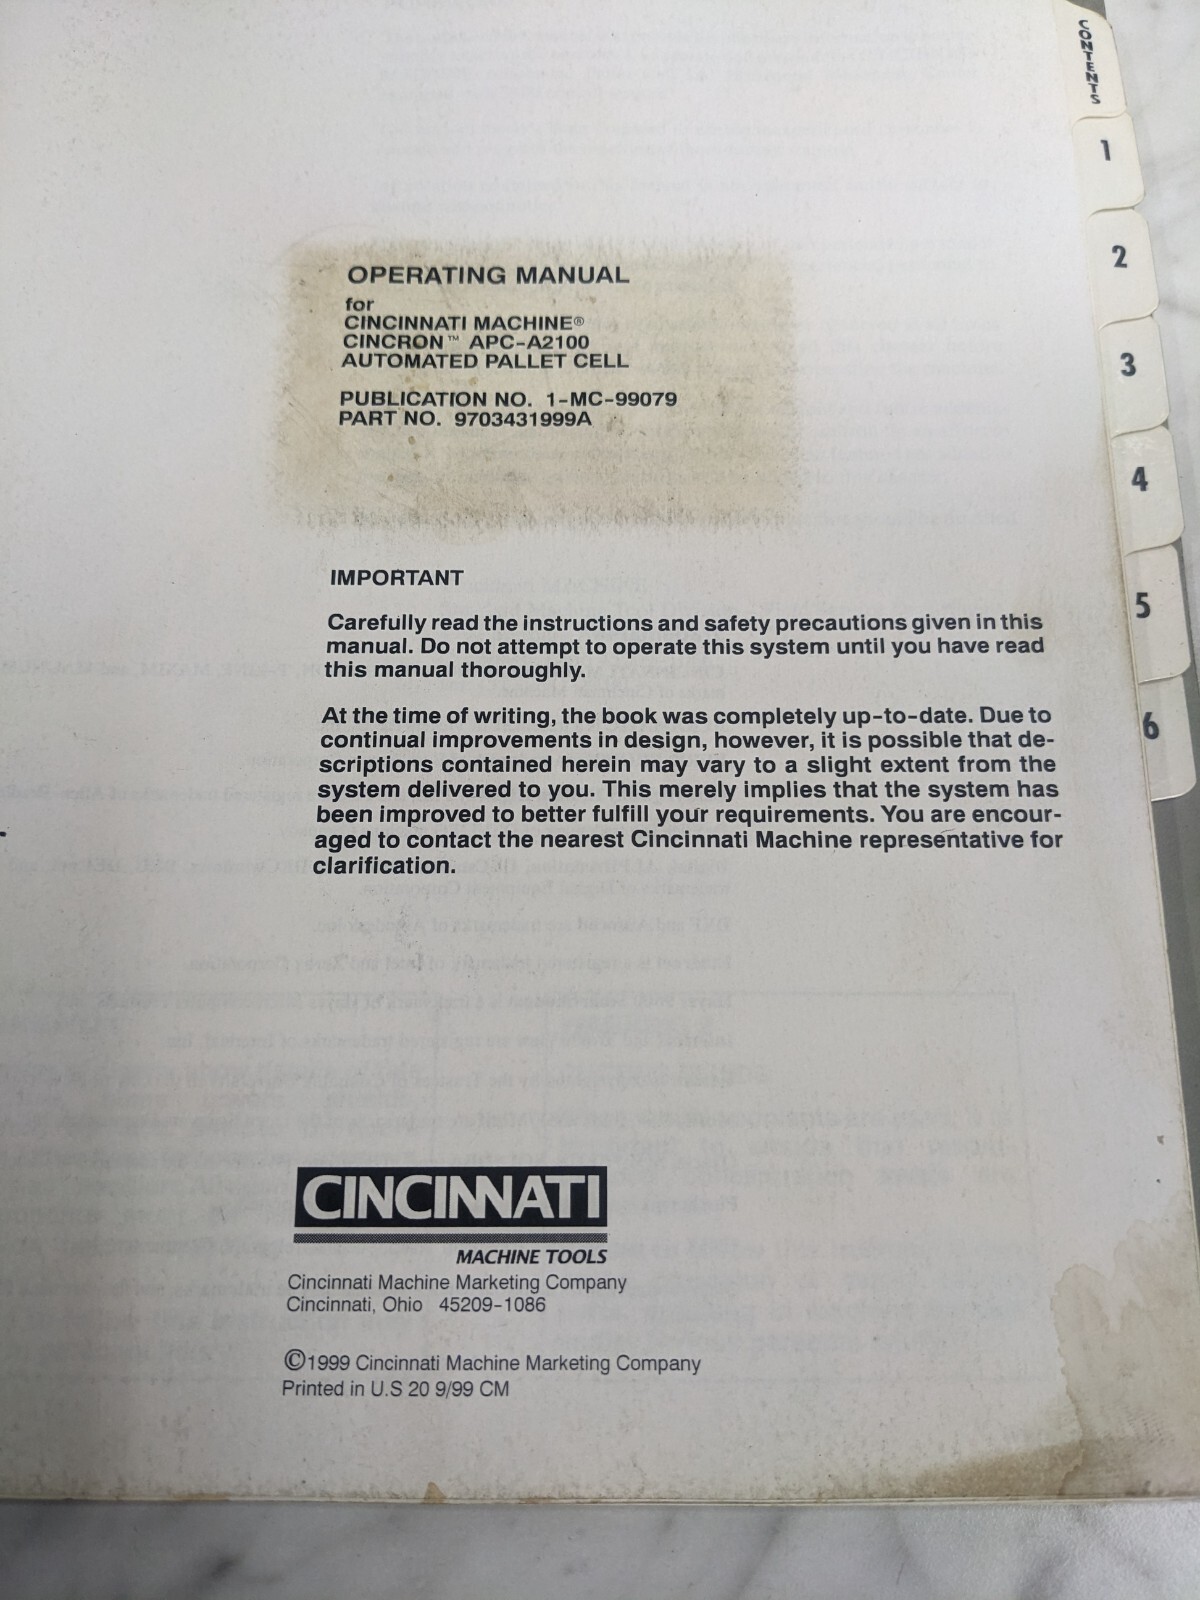 CONTENTS
1
2
3
4
5
6
OPERATING MANUAL
for
CINCINNATI MACHINE®
CINCRON™ APC-A2100
AUTOMATED PALLET CELL
PUBLICATION NO. 1-MC-99079
PART NO. 9703431999A
IMPORTANT
Carefully read the instructions and safety precautions given in this
manual. Do not attempt to operate this system until you have read
this manual thoroughly.
At the time of writing, the book was completely up-to-date. Due to
continual improvements in design, however, it is possible that de-
scriptions contained herein may vary to a slight extent from the
system delivered to you. This merely implies that the system has
been improved to better fulfill your requirements. You are encour-
aged to contact the nearest Cincinnati Machine representative for
clarification.
CINCINNATI
MACHINE TOOLS
Cincinnati Machine Marketing Company
Cincinnati, Ohio 45209-1086
©1999 Cincinnati Machine Marketing Company
Printed in U.S 20 9/99 CM